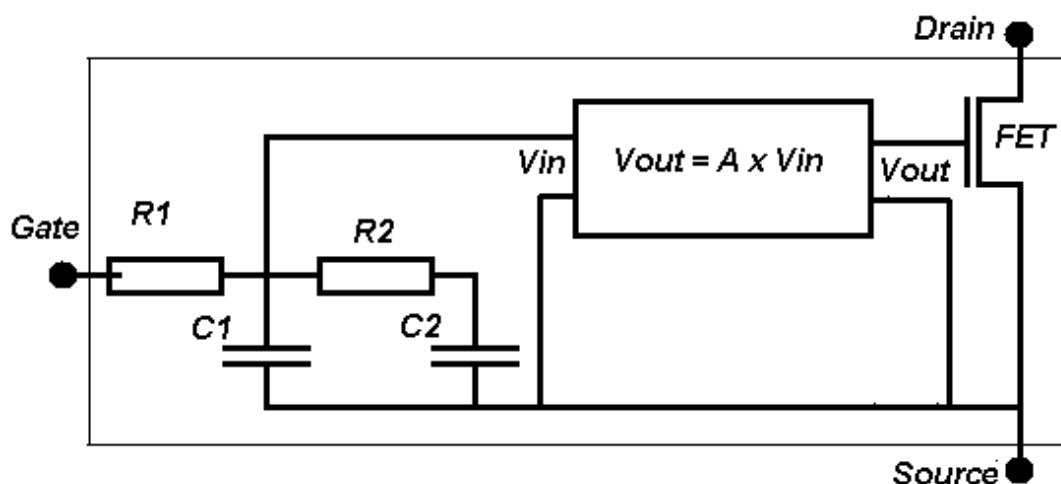 Drain
FET
Vin
Vout = A x Vin
Vout
Gate
R1
R2
C1
C2
Source